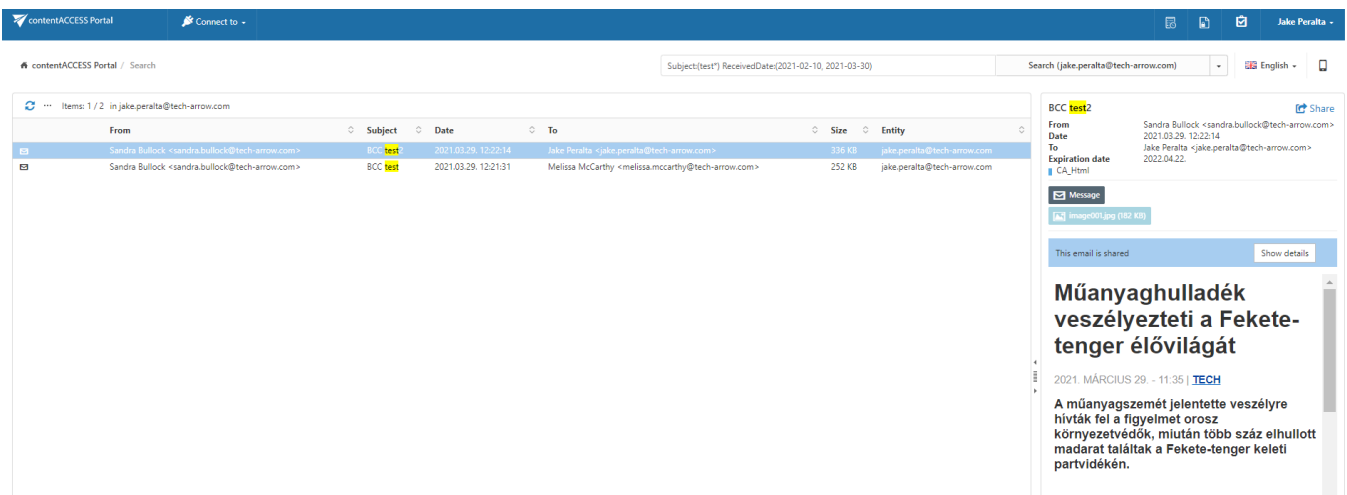 contentACCESS Portal Connect to Jake Peralta
contentACCESS Portal / Search Subject:(test*) ReceivedDate:(2021-02-10, 2021-03-30) Search (jake.peralta@tech-arrow.com) English
Items: 1 / 2 in jake.peralta@tech-arrow.com
From Subject Date To Size Entity
Sandra Bullock <sandra.bullock@tech-arrow.com> BCC test2 2021.03.29. 12:22:14 Jake Peralta <jake.peralta@tech-arrow.com> 336 KB jake.peralta@tech-arrow.com
Sandra Bullock <sandra.bullock@tech-arrow.com> BCC test 2021.03.29. 12:21:31 Melissa McCarthy <melissa.mccarthy@tech-arrow.com> 252 KB jake.peralta@tech-arrow.com
BCC test2 Share
From Sandra Bullock <sandra.bullock@tech-arrow.com>
Date 2021.03.29. 12:22:14
To Jake Peralta <jake.peralta@tech-arrow.com>
Expiration date 2022.04.22.
CA_Html
Message
image001.jpg (182 KB)
This email is shared Show details
Műanyaghulladék
veszélyezteti a Fekete-
tenger élővilágát
2021. MÁRCIUS 29. - 11:35 | TECH
A műanyagszemét jelentette veszélyre
hívták fel a figyelmet orosz
környezetvédők, miután több száz elhullott
madarat találtak a Fekete-tenger keleti
partvidékén.